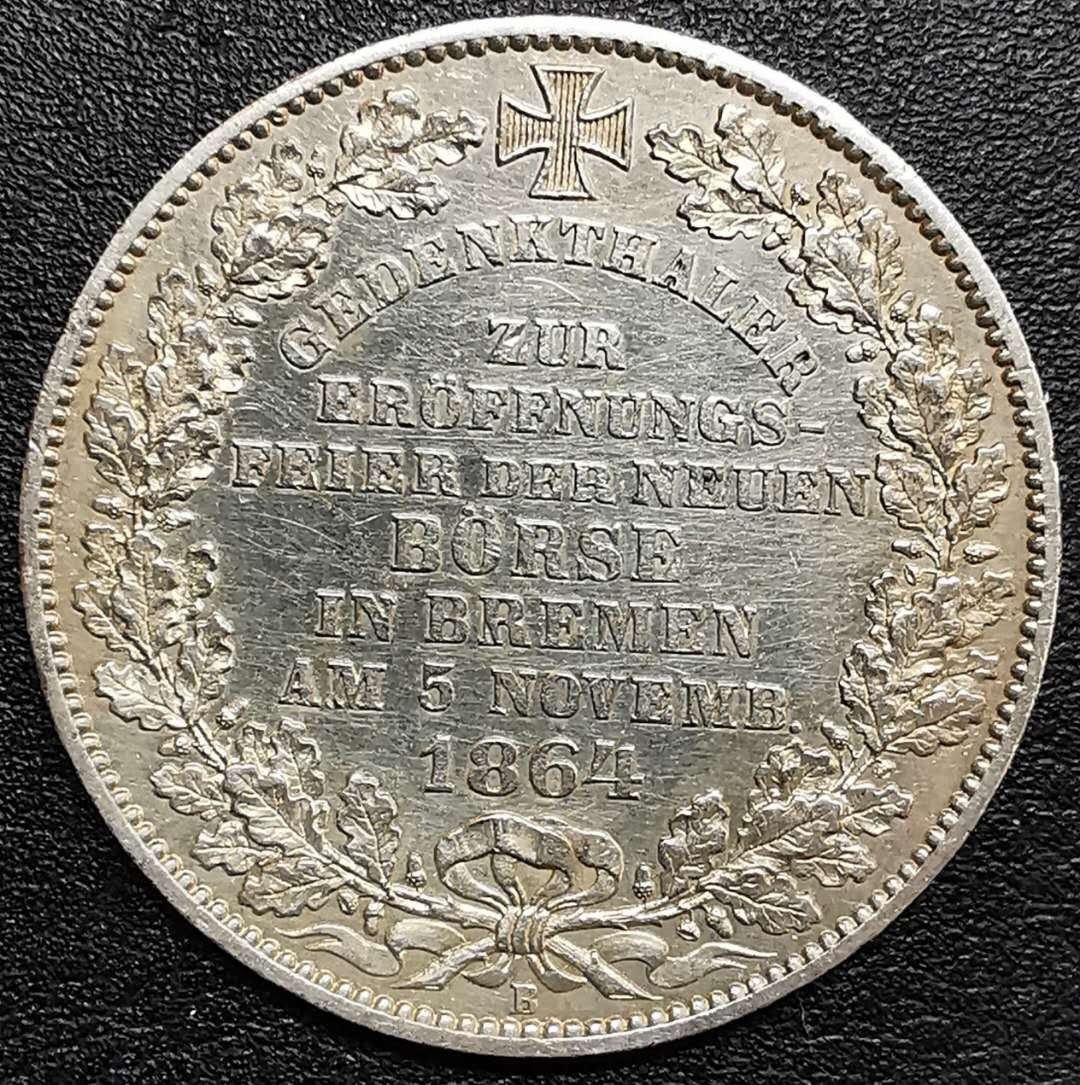 GEDENKTHALER
ZUR
ERÖFFNUNGS-
FEIER DER NEUEN
BÖRSE
IN BREMEN
AM 5 NOVEMB.
1864
B